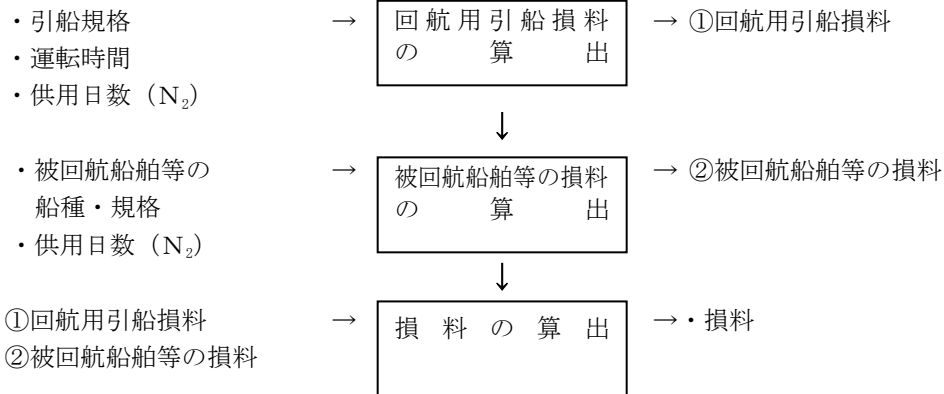 ・引船規格 → 回航用引船損料 → ①回航用引船損料
・運転時間 の算出
・供用日数（N₂）
↓
・被回航船舶等の → 被回航船舶等の損料 → ②被回航船舶等の損料
船種・規格 の算出
・供用日数（N₂）
↓
①回航用引船損料 → 損料の算出 →・損料
②被回航船舶等の損料